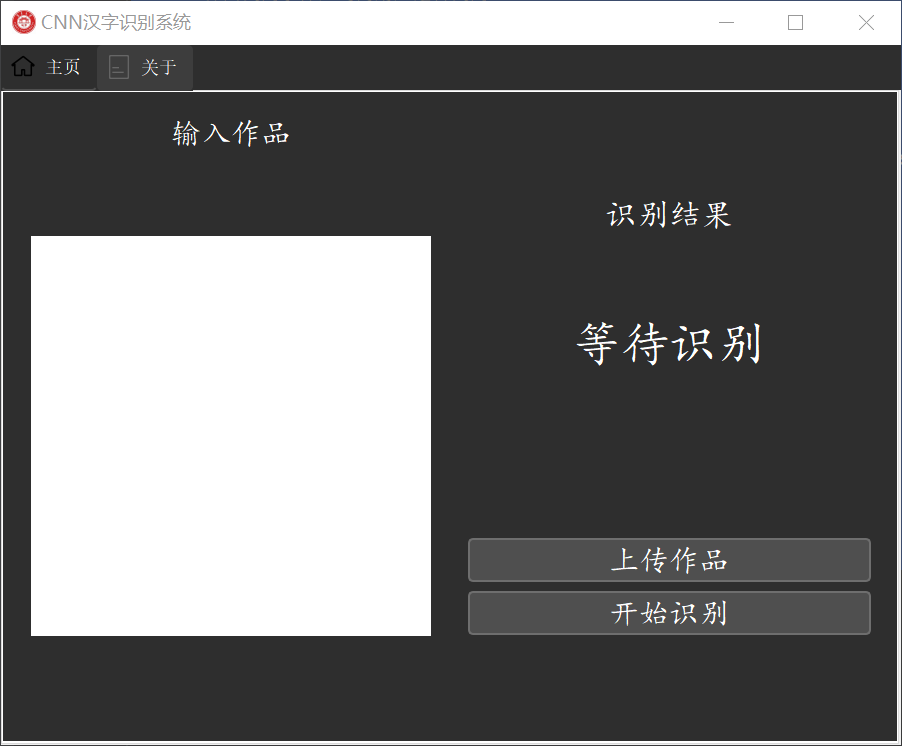 CNN汉字识别系统
主页 关于
输入作品
识别结果
等待识别
上传作品
开始识别